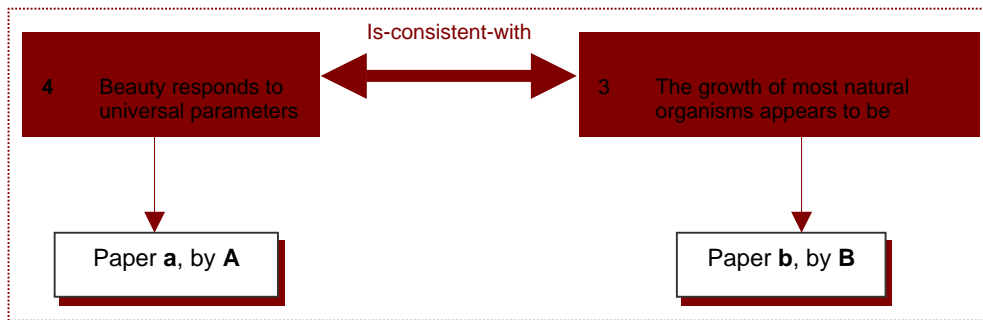 Is-consistent-with
4 Beauty responds to
universal parameters
3 The growth of most natural
organisms appears to be
Paper a, by A
Paper b, by B